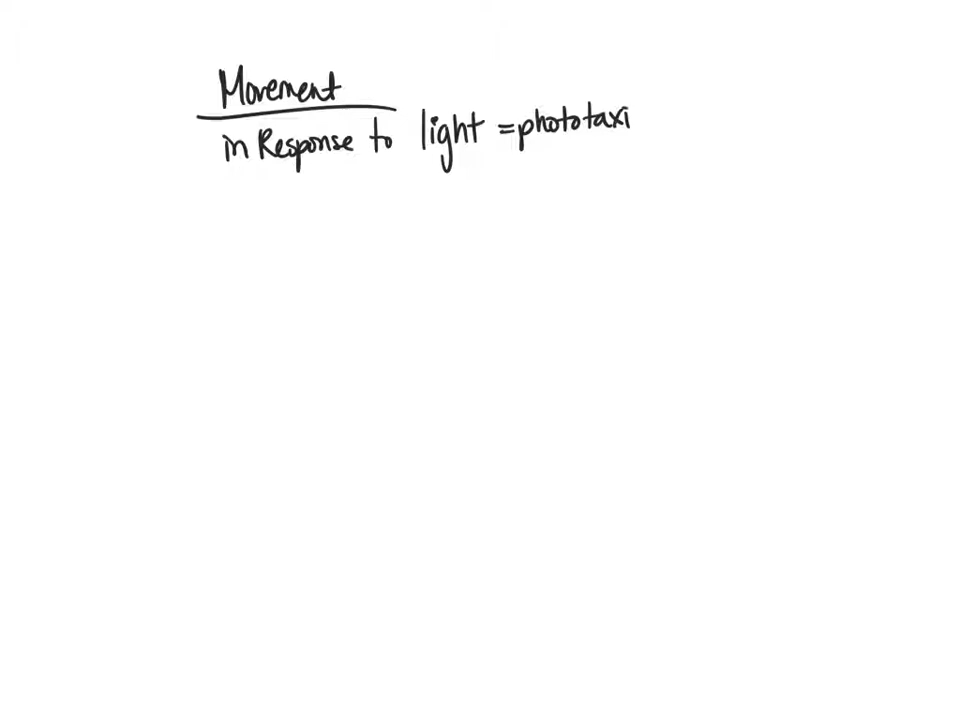 Movement
in Response to light = phototaxi